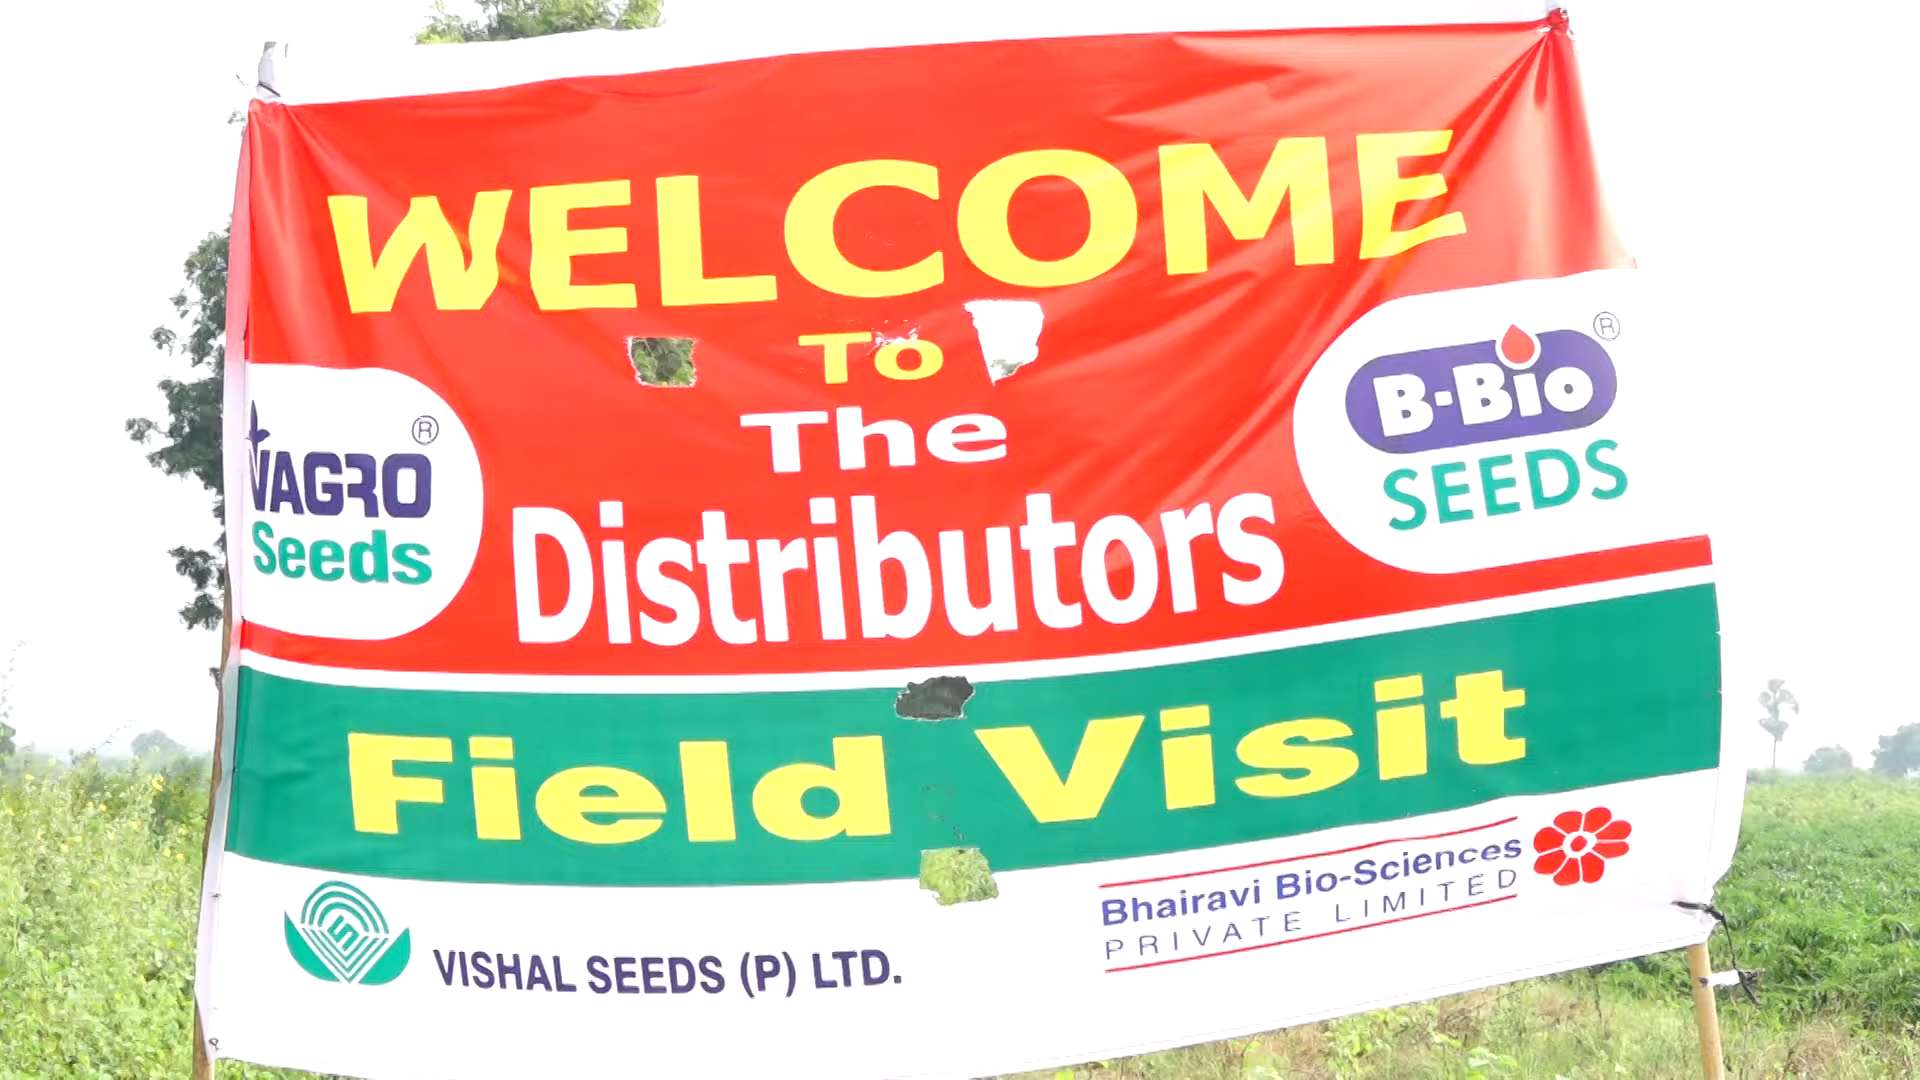 WELCOME
To
The
Distributors
VAGRO ®
Seeds
B-Bio ®
SEEDS
Field Visit
VISHAL SEEDS (P) LTD.
Bhairavi Bio-Sciences
PRIVATE LIMITED